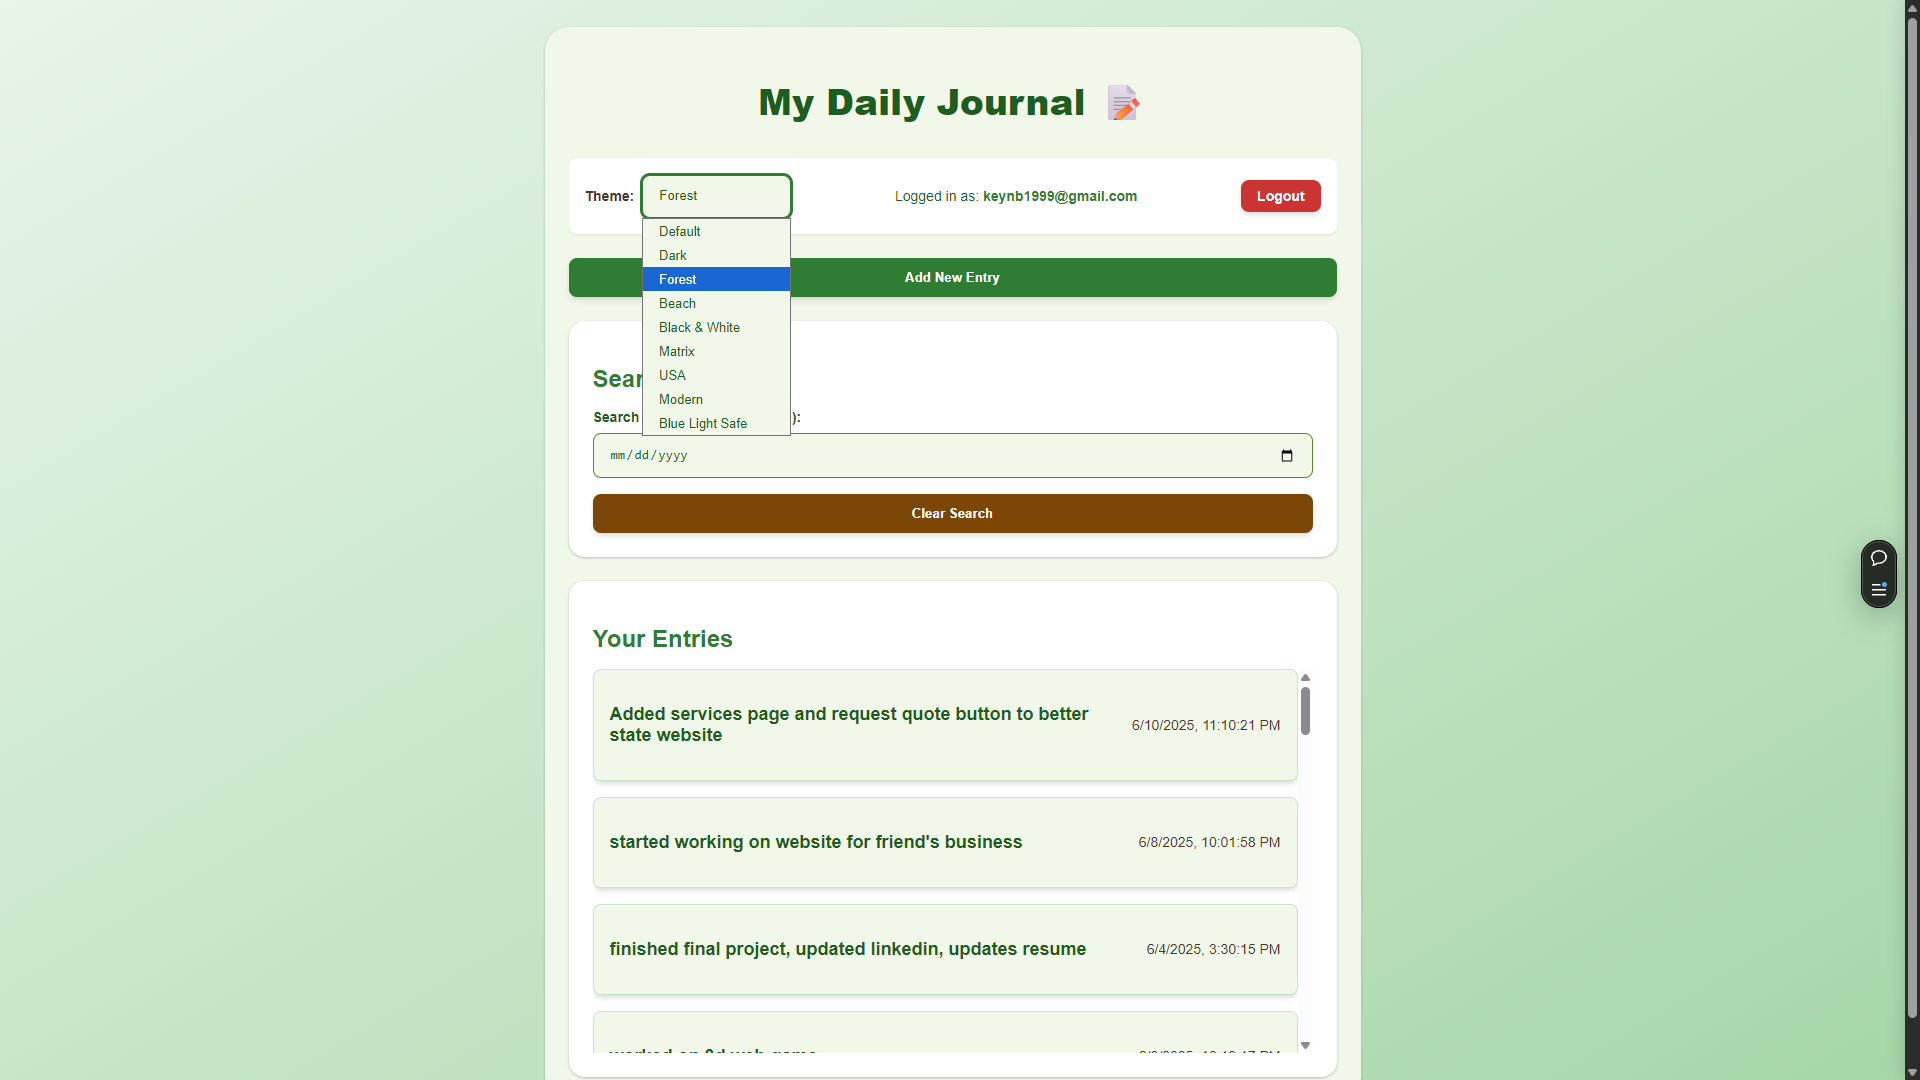 My Daily Journal
Theme:
Forest
Logged in as: keynb1999@gmail.com
Logout
Default
Dark
Forest
Beach
Black & White
Matrix
USA
Modern
Blue Light Safe
Add New Entry
Sear
Search ):
mm/dd/yyyy
Clear Search
Your Entries
Added services page and request quote button to better
state website
6/10/2025, 11:10:21 PM
started working on website for friend's business
6/8/2025, 10:01:58 PM
finished final project, updated linkedin, updates resume
6/4/2025, 3:30:15 PM